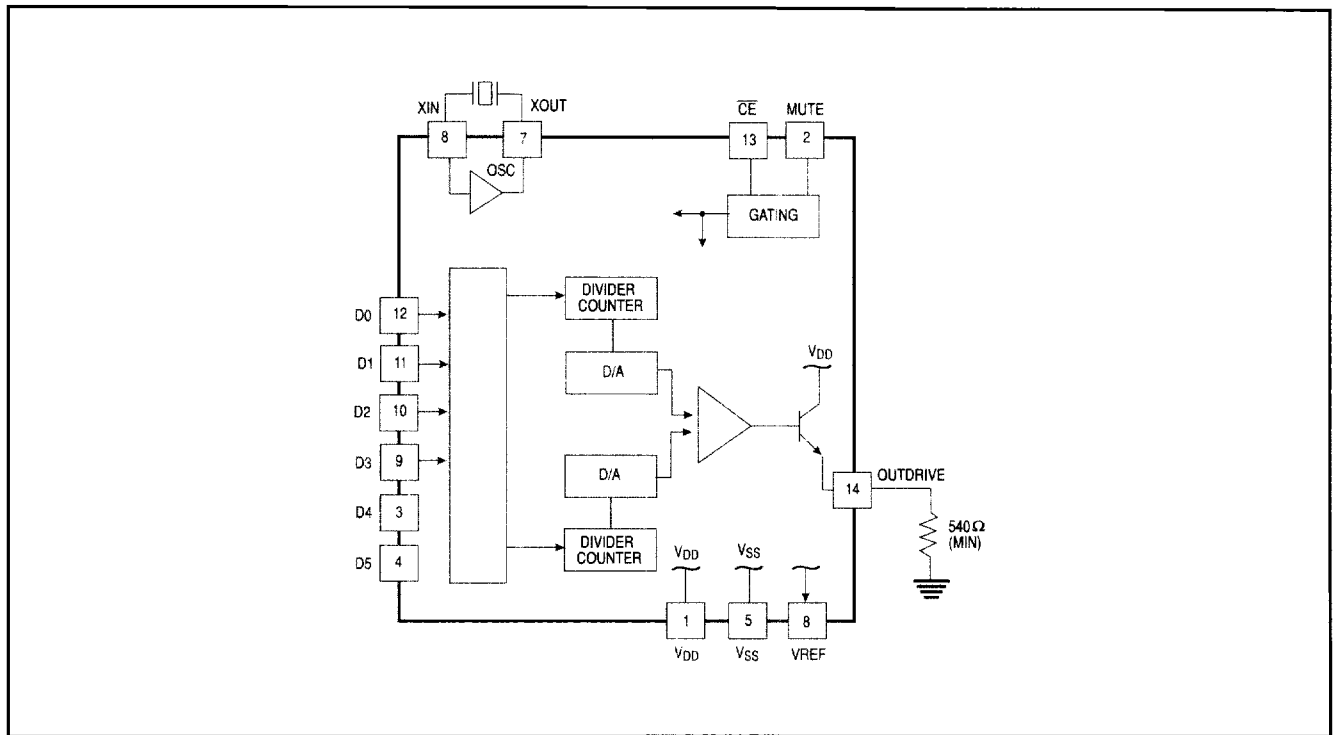 XIN
XOUT
CE
MUTE
8
7
13
2
OSC
GATING
D0
12
D1
11
D2
10
D3
9
D4
3
D5
4
DIVIDER
COUNTER
D/A
D/A
DIVIDER
COUNTER
VDD
OUTDRIVE
14
540Ω
(MIN)
VDD
VSS
1
5
8
VDD
VSS
VREF